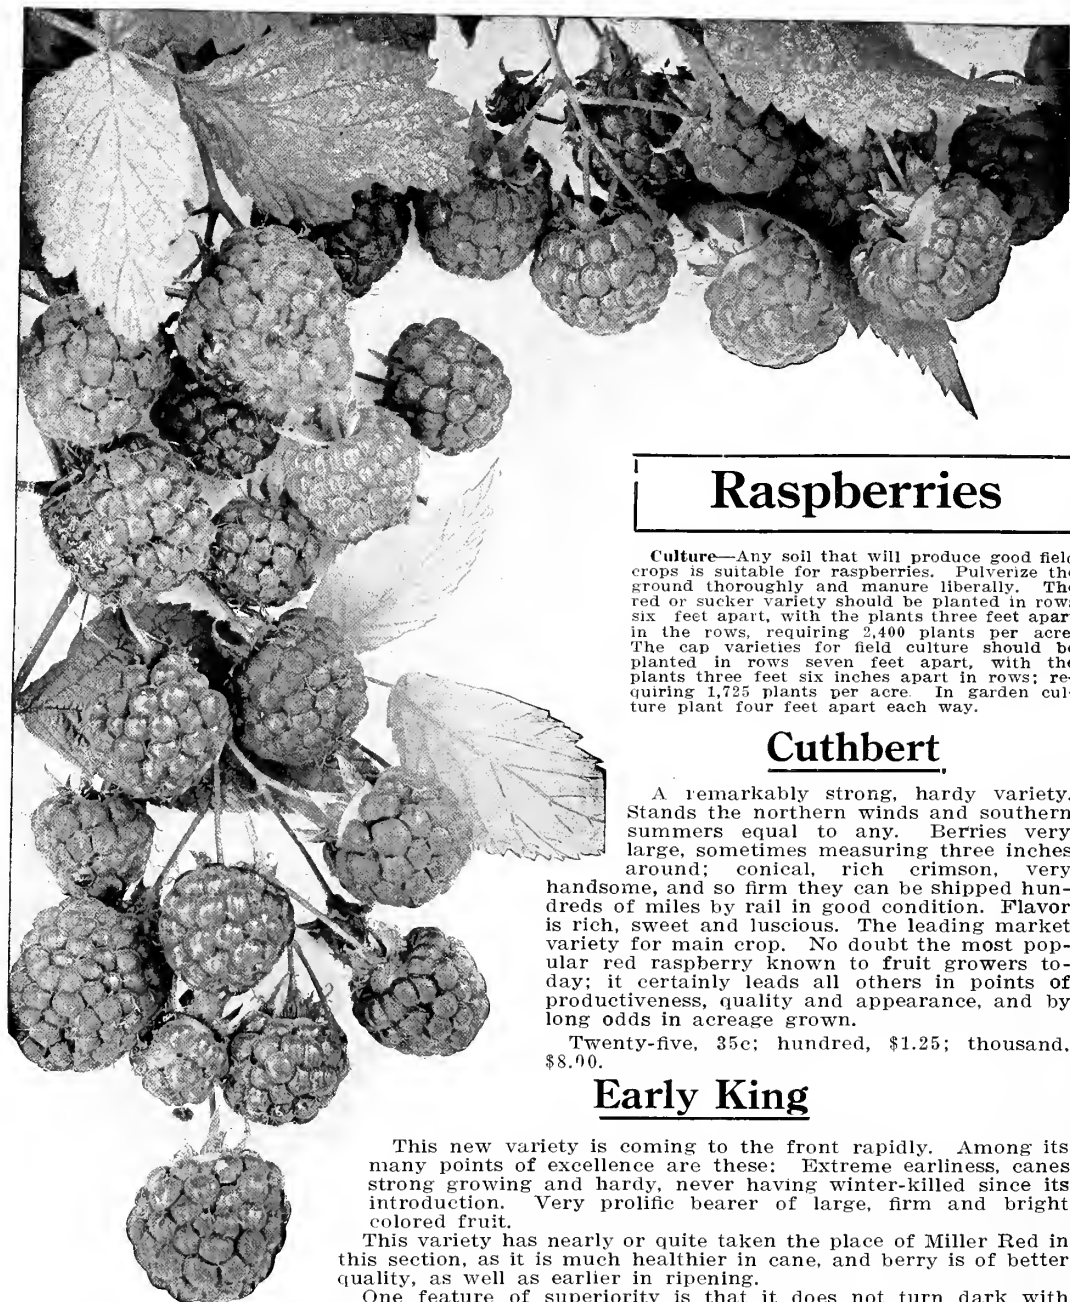 Raspberries
Culture—Any soil that will produce good field
crops is suitable for raspberries. Pulverize the
ground thoroughly and manure liberally. The
red or sucker variety should be planted in rows
six feet apart, with the plants three feet apart
in the rows, requiring 2,400 plants per acre
The cap varieties for field culture should be
planted in rows seven feet apart, with the
plants three feet six inches apart in rows; re-
quiring 1,725 plants per acre. In garden cul-
ture plant four feet apart each way.
Cuthbert
A remarkably strong, hardy variety.
Stands the northern winds and southern
summers equal to any. Berries very
large, sometimes measuring three inches
around; conical, rich crimson, very
handsome, and so firm they can be shipped hun-
dreds of miles by rail in good condition. Flavor
is rich, sweet and luscious. The leading market
variety for main crop. No doubt the most pop-
ular red raspberry known to fruit growers to-
day; it certainly leads all others in points of
productiveness, quality and appearance, and by
long odds in acreage grown.
Twenty-five, 35c; hundred, $1.25; thousand,
$8.00.
Early King
This new variety is coming to the front rapidly. Among its
many points of excellence are these: Extreme earliness, canes
strong growing and hardy, never having winter-killed since its
introduction. Very prolific bearer of large, firm and bright
colored fruit.
This variety has nearly or quite taken the place of Miller Red in
this section, as it is much healthier in cane, and berry is of better
quality, as well as earlier in ripening.
One feature of superiority is that it does not turn dark with